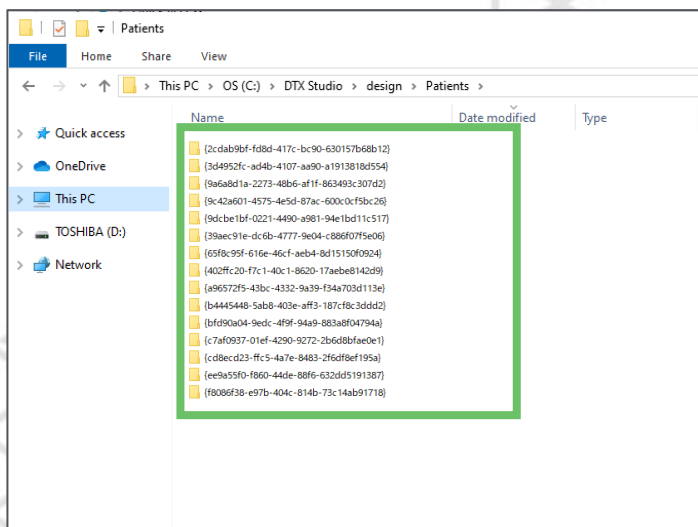 Patients
File Home Share View
This PC > OS (C:) > DTX Studio > design > Patients >
Name Date modified Type
Quick access
OneDrive
This PC
TOSHIBA (D:)
Network
{2cdab9bf-fd8d-417c-bc90-630157b68b12}
{3d4952fc-ad4b-4107-aa90-a1913818d554}
{9a6a8d1a-2273-48b6-af1f-863493c307d2}
{9c42a601-4575-4e5d-87ac-600c0cf5bc26}
{9dcbe1bf-0221-4490-a981-94e1bd11c517}
{39aec91e-dc6b-4777-9e04-c886f07f5e06}
{65f8c95f-616e-46cf-aeb4-8d15150f0924}
{402ffc20-f7c1-40c1-8620-17aebe8142d9}
{a96572f5-43bc-4332-9a39-f34a703d113e}
{b4445448-5ab8-403e-aff3-187cf8c3ddd2}
{bfd90a04-9edc-4f9f-94a9-883a8f04794a}
{c7af0937-01ef-4290-9272-2b6d8bfae0e1}
{cd8ecd23-ffc5-4a7e-8483-2f6df8ef195a}
{ee9a55f0-f860-44de-88f6-632dd5191387}
{f8086f38-e97b-404c-814b-73c14ab91718}